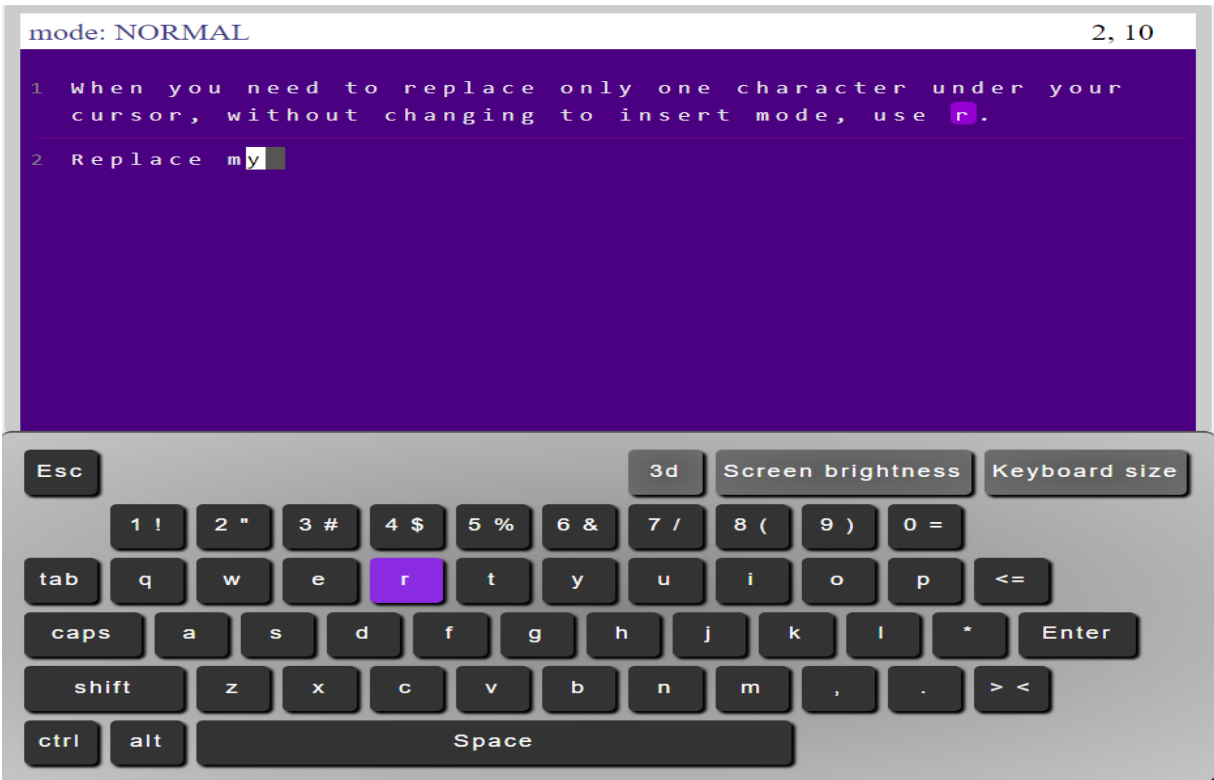 mode: NORMAL 2, 10
1 When you need to replace only one character under your
cursor, without changing to insert mode, use r.
2 Replace my
Esc 3d Screen brightness Keyboard size
1 ! 2 " 3 # 4 $ 5 % 6 & 7 / 8 ( 9 ) 0 =
tab q w e r t y u i o p <=
caps a s d f g h j k l * Enter
shift z x c v b n m , . > <
ctrl alt Space